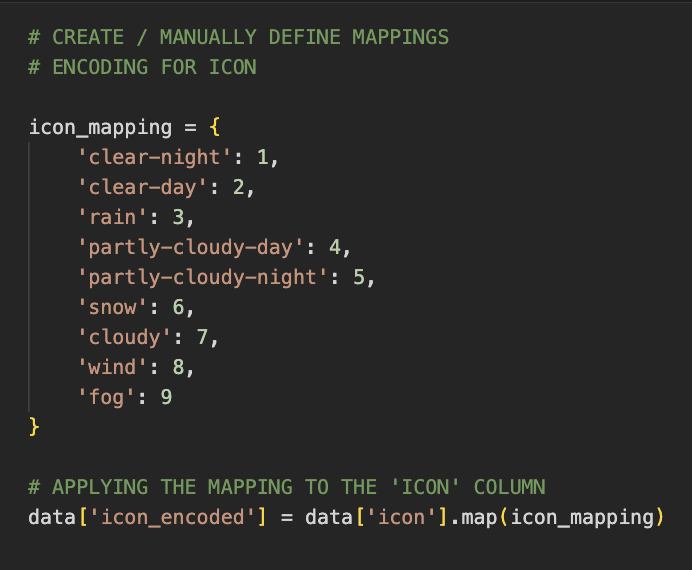 # CREATE / MANUALLY DEFINE MAPPINGS
# ENCODING FOR ICON
icon_mapping = {
    'clear-night': 1,
    'clear-day': 2,
    'rain': 3,
    'partly-cloudy-day': 4,
    'partly-cloudy-night': 5,
    'snow': 6,
    'cloudy': 7,
    'wind': 8,
    'fog': 9
}
# APPLYING THE MAPPING TO THE 'ICON' COLUMN
data['icon_encoded'] = data['icon'].map(icon_mapping)